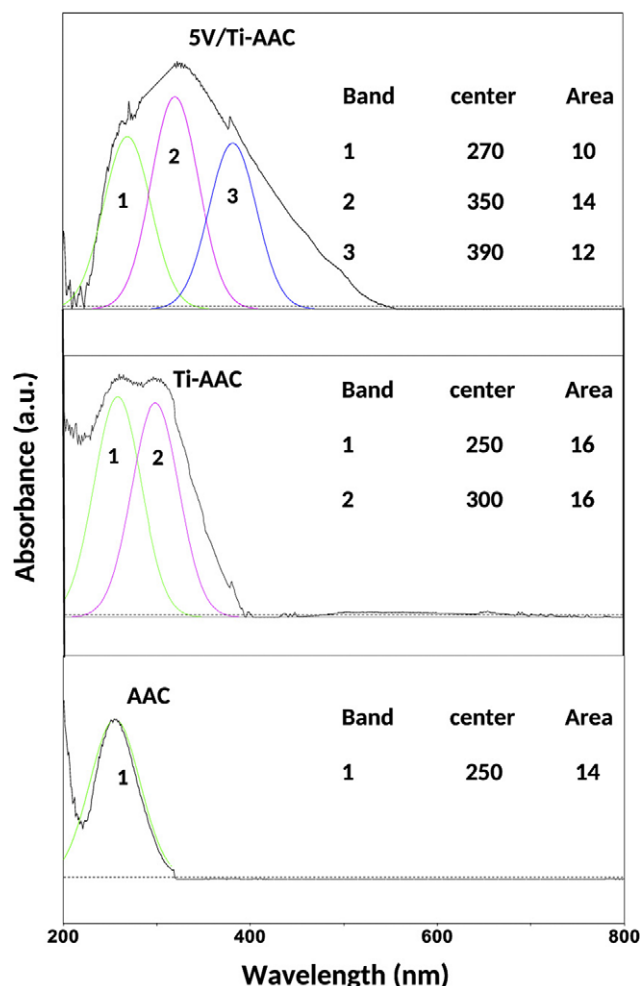 5V/Ti-AAC
Band center Area
1 270 10
2 350 14
3 390 12
1
2
3
Ti-AAC
Band center Area
1 250 16
2 300 16
1
2
AAC
Band center Area
1 250 14
1
Absorbance (a.u.)
200 400 600 800
Wavelength (nm)